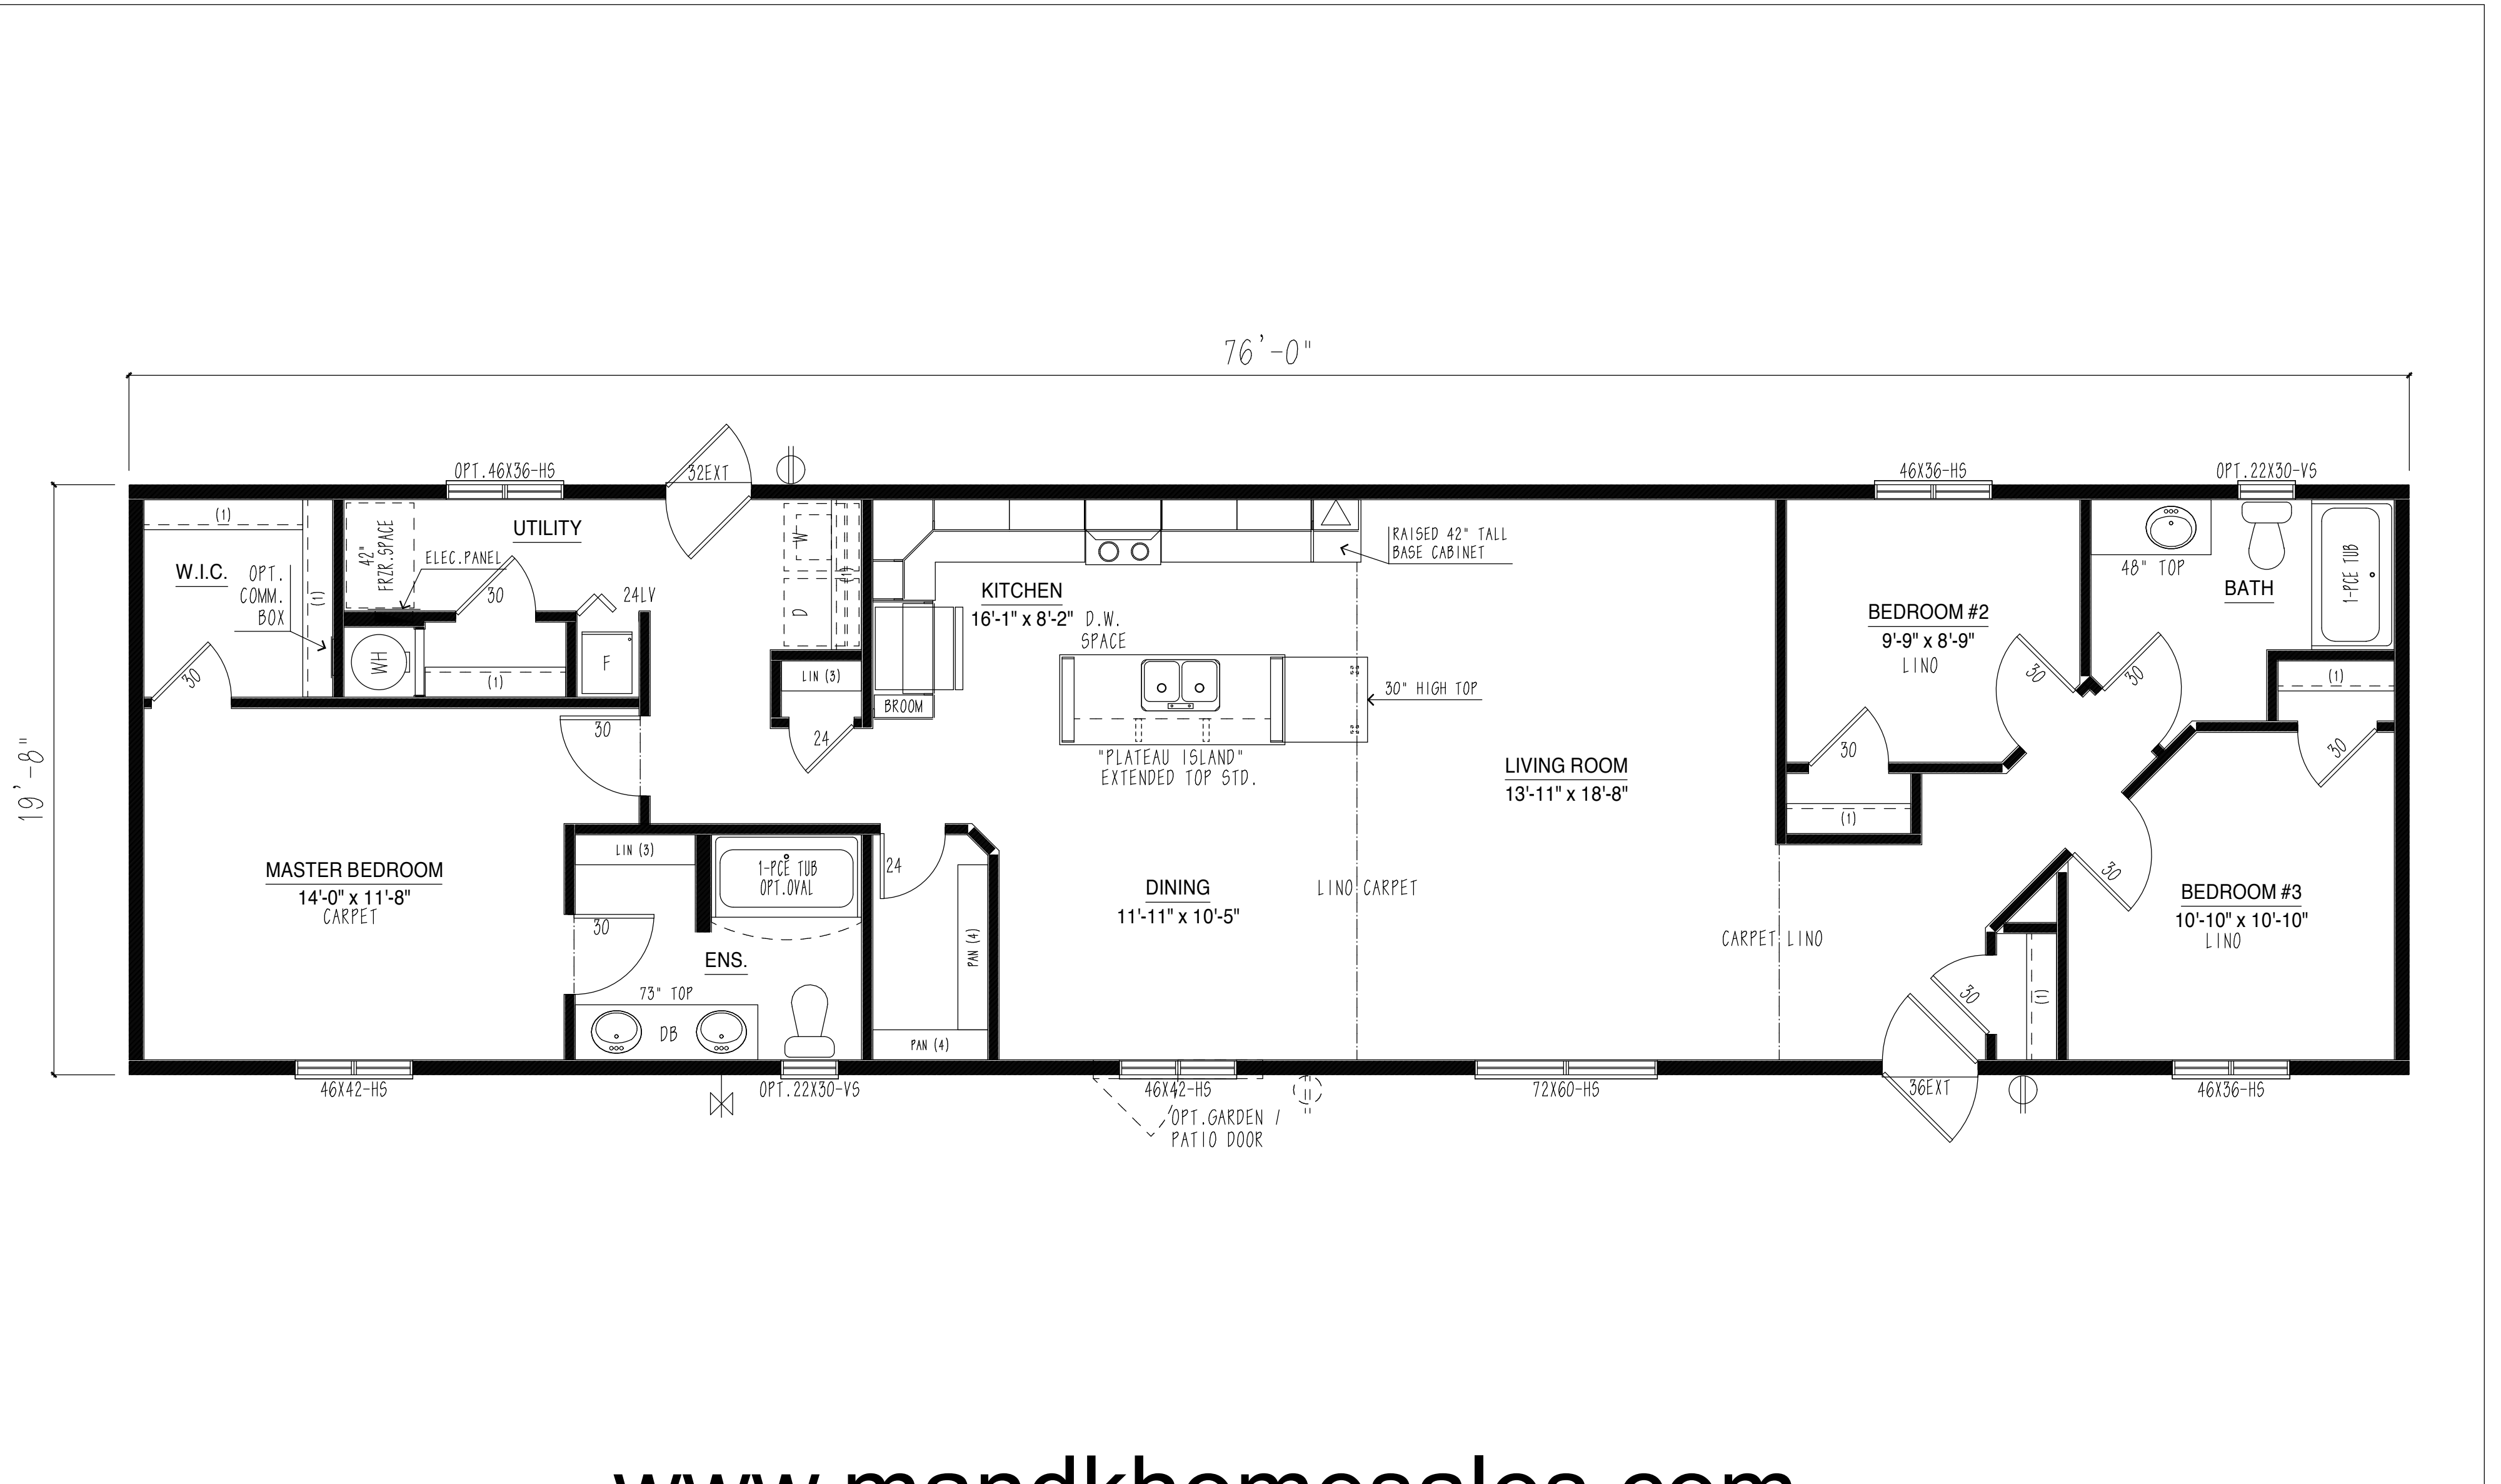 76'-0"
19'-8"
OPT.46X36-HS
32EXT
46X36-HS
OPT.22X30-VS
(1)
W.I.C.
OPT.
COMM.
BOX
(1)
30
42"
FRZR.SPACE
UTILITY
ELEC.PANEL
30
24LV
WH
(1)
F
W
D
(1)
LIN (3)
24
BROOM
KITCHEN
16'-1" x 8'-2"
D.W.
SPACE
RAISED 42" TALL
BASE CABINET
30" HIGH TOP
"PLATEAU ISLAND"
EXTENDED TOP STD.
LIVING ROOM
13'-11" x 18'-8"
BEDROOM #2
9'-9" x 8'-9"
LINO
30
30
(1)
48" TOP
BATH
1-PCE TUB
30
(1)
30
30
MASTER BEDROOM
14'-0" x 11'-8"
CARPET
LIN (3)
1-PCE TUB
OPT.OVAL
30
ENS.
73" TOP
DB
24
PAN (4)
PAN (4)
DINING
11'-11" x 10'-5"
LINO CARPET
CARPET LINO
30
BEDROOM #3
10'-10" x 10'-10"
LINO
30
(1)
46X42-HS
OPT.22X30-VS
46X42-HS
OPT.GARDEN /
PATIO DOOR
72X60-HS
36EXT
46X36-HS
www.mandkhomesales.com